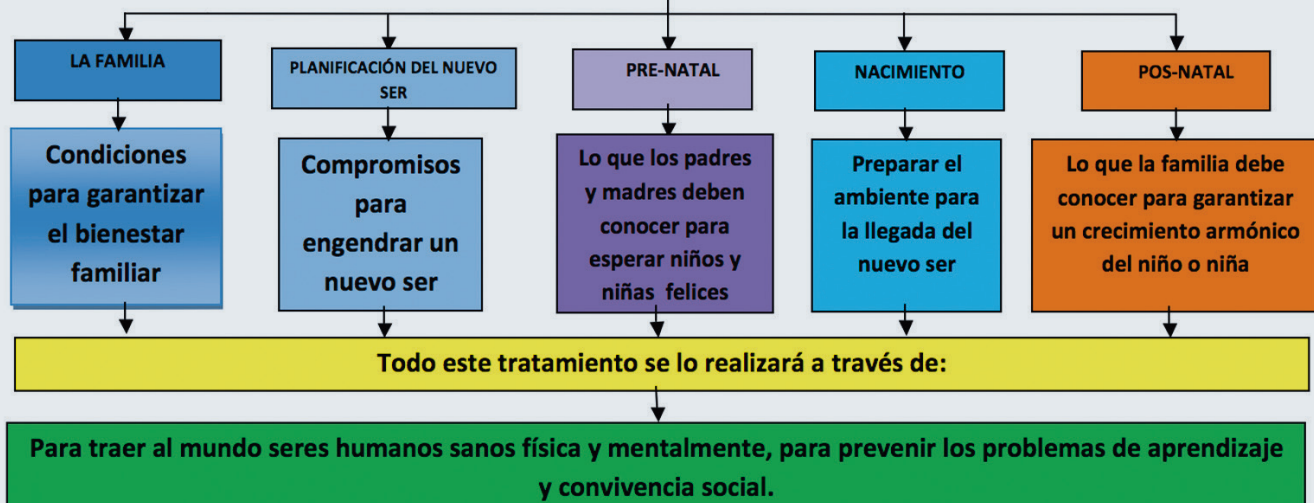 LA FAMILIA
PLANIFICACIÓN DEL NUEVO
SER
PRE-NATAL
NACIMIENTO
POS-NATAL
Condiciones
para garantizar
el bienestar
familiar
Compromisos
para
engendrar un
nuevo ser
Lo que los padres
y madres deben
conocer para
esperar niños y
niñas felices
Preparar el
ambiente para
la llegada del
nuevo ser
Lo que la familia debe
conocer para garantizar
un crecimiento armónico
del niño o niña
Todo este tratamiento se lo realizará a través de:
Para traer al mundo seres humanos sanos física y mentalmente, para prevenir los problemas de aprendizaje
y convivencia social.